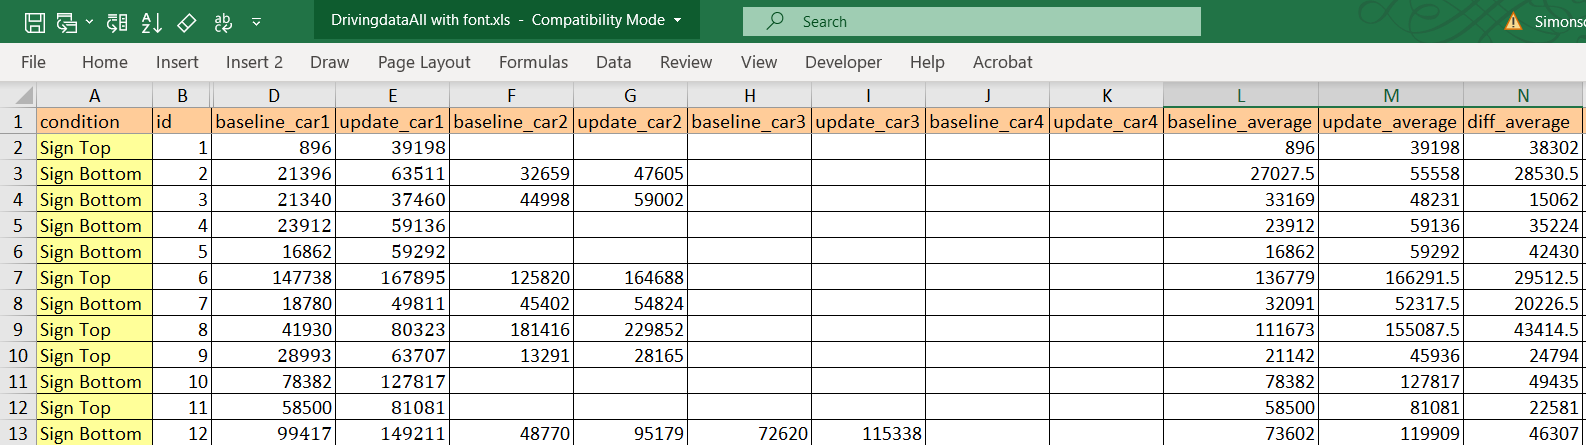 DrivingdataAll with font.xls - Compatibility Mode Search Simons
File Home Insert Insert 2 Draw Page Layout Formulas Data Review View Developer Help Acrobat
A B D E F G H I J K L M N
1 condition id baseline_car1 update_car1 baseline_car2 update_car2 baseline_car3 update_car3 baseline_car4 update_car4 baseline_average update_average diff_average
2 Sign Top 1 896 39198 896 39198 38302
3 Sign Bottom 2 21396 63511 32659 47605 27027.5 55558 28530.5
4 Sign Bottom 3 21340 37460 44998 59002 33169 48231 15062
5 Sign Bottom 4 23912 59136 23912 59136 35224
6 Sign Bottom 5 16862 59292 16862 59292 42430
7 Sign Top 6 147738 167895 125820 164688 136779 166291.5 29512.5
8 Sign Bottom 7 18780 49811 45402 54824 32091 52317.5 20226.5
9 Sign Top 8 41930 80323 181416 229852 111673 155087.5 43414.5
10 Sign Top 9 28993 63707 13291 28165 21142 45936 24794
11 Sign Bottom 10 78382 127817 78382 127817 49435
12 Sign Top 11 58500 81081 58500 81081 22581
13 Sign Bottom 12 99417 149211 48770 95179 72620 115338 73602 119909 46307